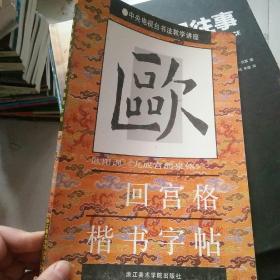 ●中央电视台书法教学讲座
歐
欧阳询《九成宫醴泉铭》
回宫格
楷书字帖
浙江美术学院出版社
往事